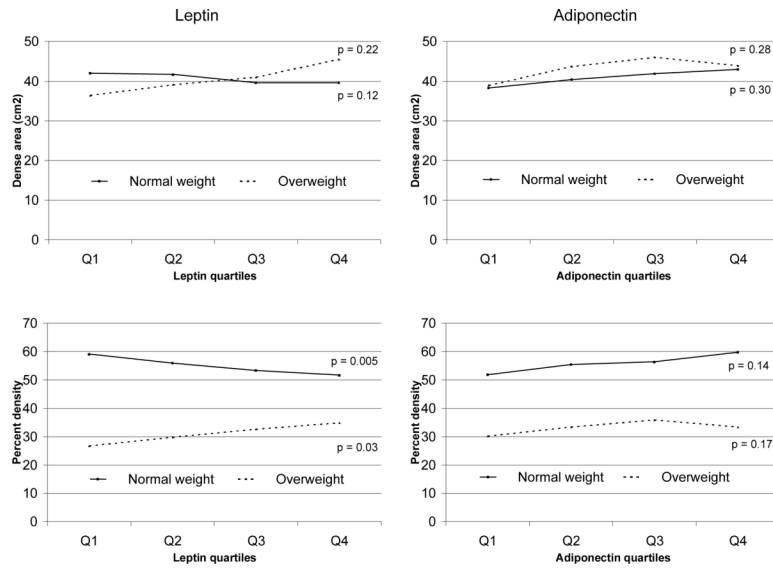 Leptin
Dense area (cm2)
50
40
30
20
10
0
p = 0.22
p = 0.12
Normal weight
Overweight
Q1 Q2 Q3 Q4
Leptin quartiles
Adiponectin
Dense area (cm2)
50
40
30
20
10
0
p = 0.28
p = 0.30
Normal weight
Overweight
Q1 Q2 Q3 Q4
Adiponectin quartiles
Percent density
70
60
50
40
30
20
10
0
p = 0.005
p = 0.03
Normal weight
Overweight
Q1 Q2 Q3 Q4
Leptin quartiles
Percent density
70
60
50
40
30
20
10
0
p = 0.14
p = 0.17
Normal weight
Overweight
Q1 Q2 Q3 Q4
Adiponectin quartiles